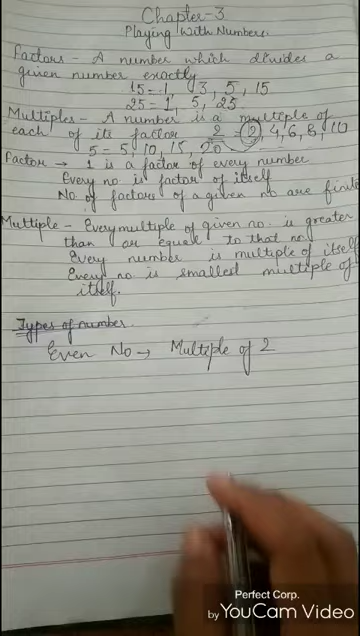 Chapter-3
Playing with Numbers.
Factors - A number which divides a
given number exactly
15 = 1, 3, 5, 15
25 = 1, 5, 25.
Multiples - A number is a multiple of
each of its factor 2 = 2, 4, 6, 8, 10
5 = 5, 10, 15, 20
Factor → 1 is a factor of every number
Every no is factor of itself
No of factors of a given no are finite
Multiple - Every multiple of given no. is greater
than or equal to that no.
Every number is multiple of itself
Every no is smalled multiple of
itself.
Types of number.
Even No → Multiple of 2
Perfect Corp.
by YouCam Video